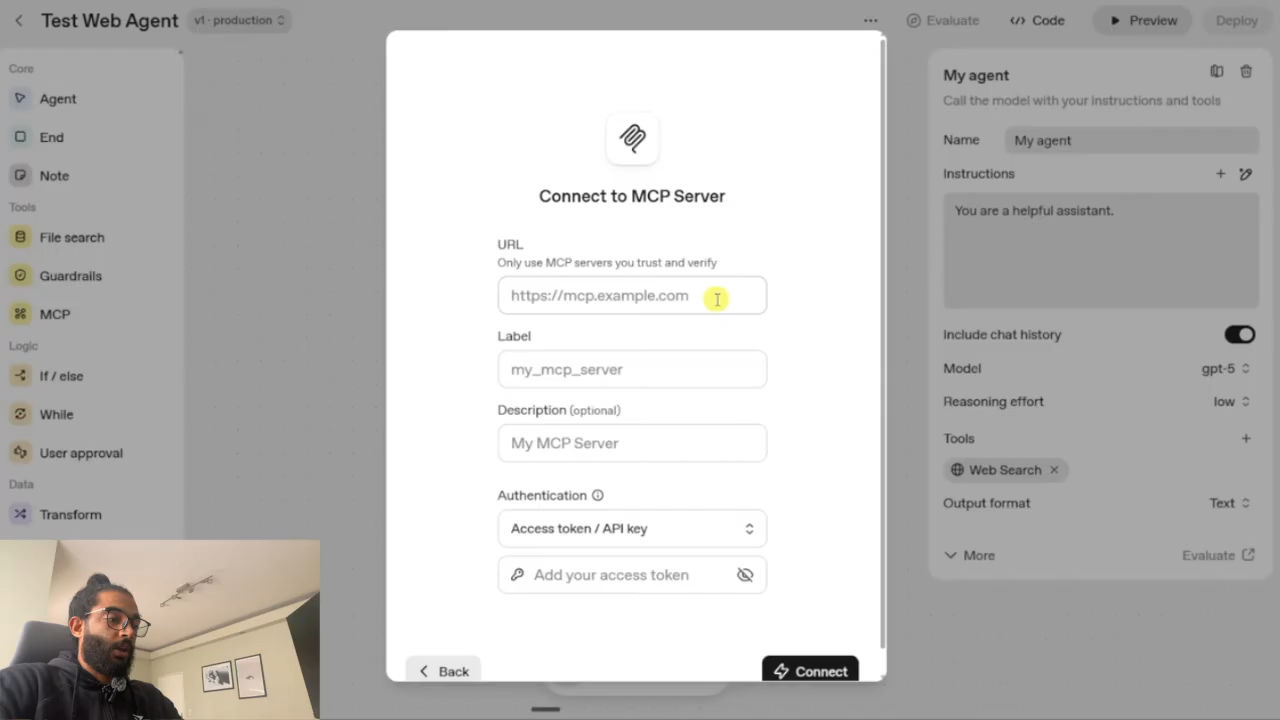 Test Web Agent
v1 · production
Evaluate
Code
Preview
Deploy
Core
Agent
End
Note
Tools
File search
Guardrails
MCP
Logic
If / else
While
User approval
Data
Transform
Connect to MCP Server
URL
Only use MCP servers you trust and verify
https://mcp.example.com
Label
my_mcp_server
Description (optional)
My MCP Server
Authentication
Access token / API key
Add your access token
Back
Connect
My agent
Call the model with your instructions and tools
Name
My agent
Instructions
You are a helpful assistant.
Include chat history
Model
gpt-5
Reasoning effort
low
Tools
Web Search
Output format
Text
More
Evaluate